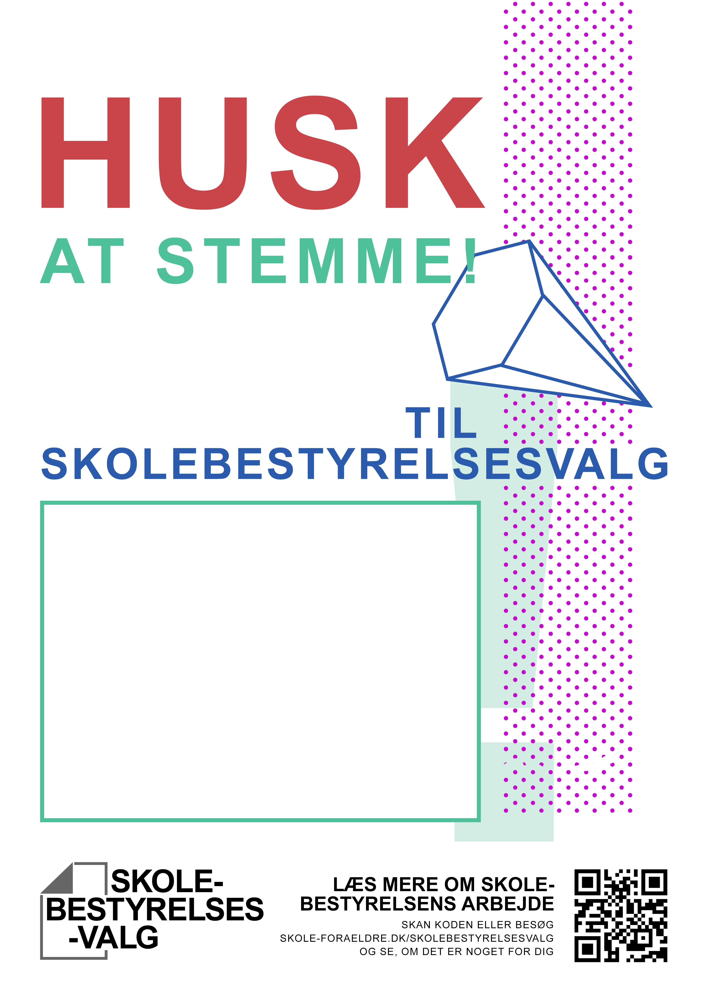 HUSK
AT STEMME!
TIL
SKOLEBESTYRELSESVALG
SKOLE-
BESTYRELSES
-VALG
LÆS MERE OM SKOLE-
BESTYRELSENS ARBEJDE
SKAN KODEN ELLER BESØG
SKOLE-FORAELDRE.DK/SKOLEBESTYRELSESVALG
OG SE, OM DET ER NOGET FOR DIG